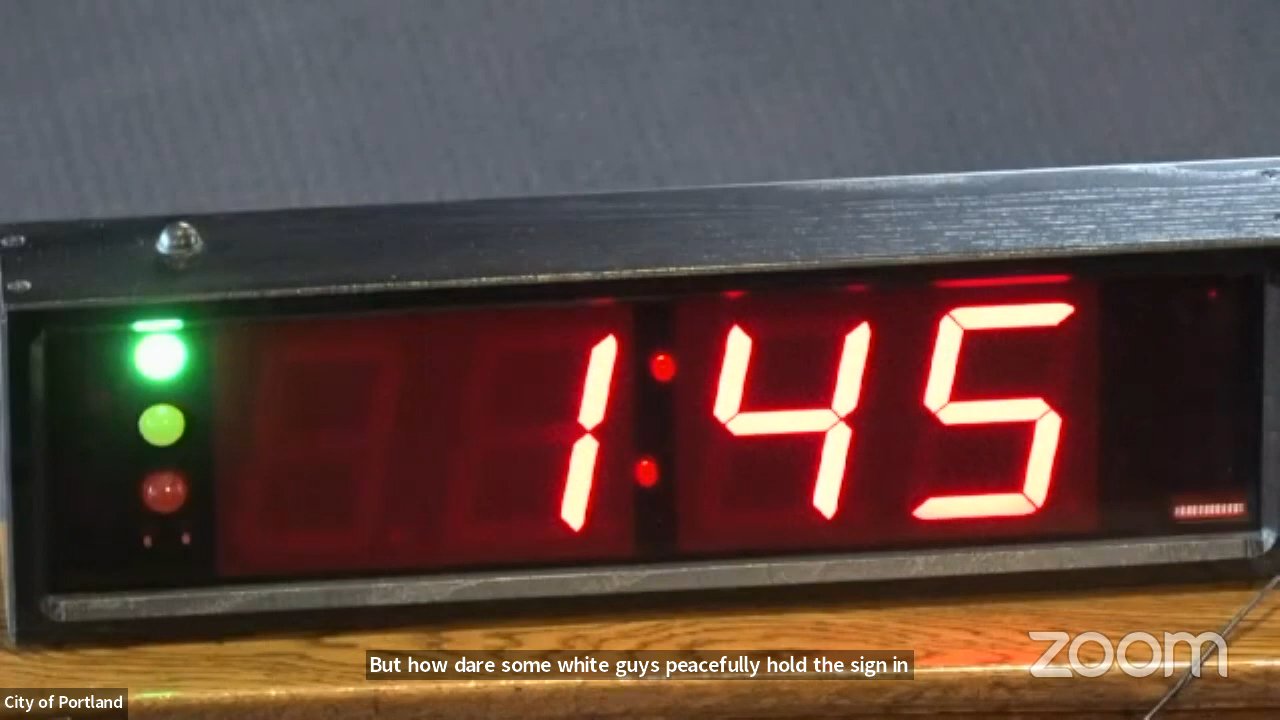 1:45
But how dare some white guys peacefully hold the sign in
zoom
City of Portland